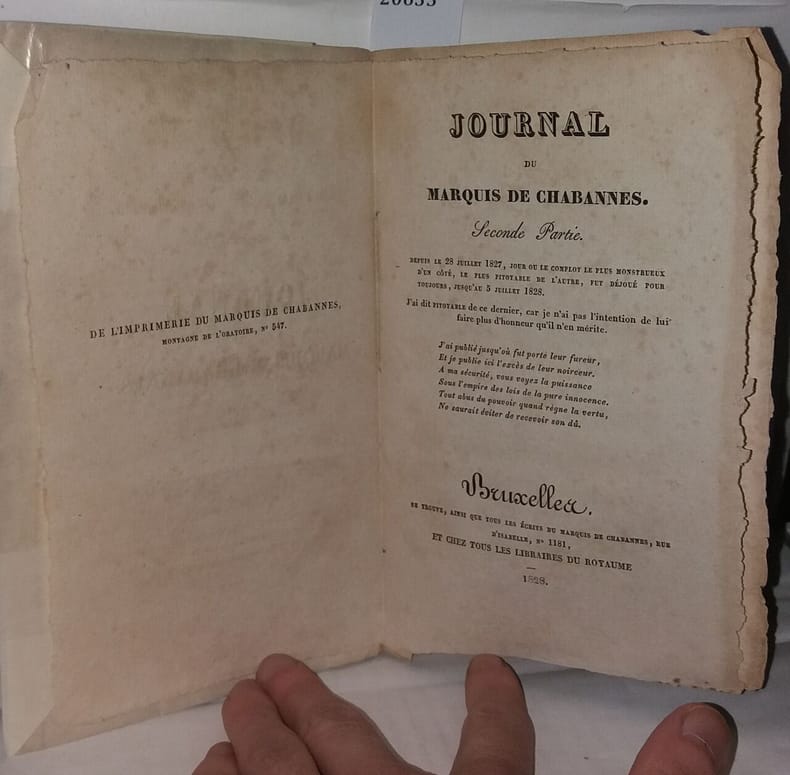 20633
DE L'IMPRIMERIE DU MARQUIS DE CHABANNES,
MONTAGNE DE L'ORATOIRE, Nº 547.
JOURNAL
DU
MARQUIS DE CHABANNES.
Seconde Partie.
DEPUIS LE 28 JUILLET 1827, JOUR OU LE COMPLOT LE PLUS MONSTRUEUX
D'UN CÔTÉ, LE PLUS PITOYABLE DE L'AUTRE, FUT DÉJOUÉ POUR
TOUJOURS, JUSQU'AU 5 JUILLET 1828.
J'ai dit PITOYABLE de ce dernier, car je n'ai pas l'intention de lui
faire plus d'honneur qu'il n'en mérite.
J'ai publié jusqu'où fut porté leur fureur,
Et je publie ici l'excès de leur noirceur.
A ma sécurité, vous voyez la puissance
Sous l'empire des lois de la pure innocence.
Tout abus du pouvoir quand règne la vertu,
Ne saurait éviter de recevoir son dû.
Bruxelles.
SE TROUVE, AINSI QUE TOUS LES ÉCRITS DU MARQUIS DE CHABANNES, RUE
D'ISABELLE, Nº 1181,
ET CHEZ TOUS LES LIBRAIRES DU ROYAUME
—
1828.